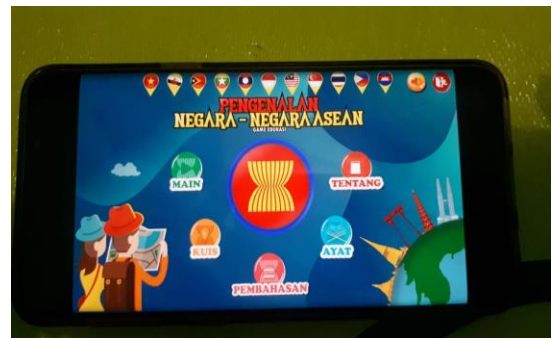 PENGENALAN
NEGARA - NEGARA ASEAN
GAME EDUKASI
MAIN
TENTANG
KUIS
AYAT
PEMBAHASAN